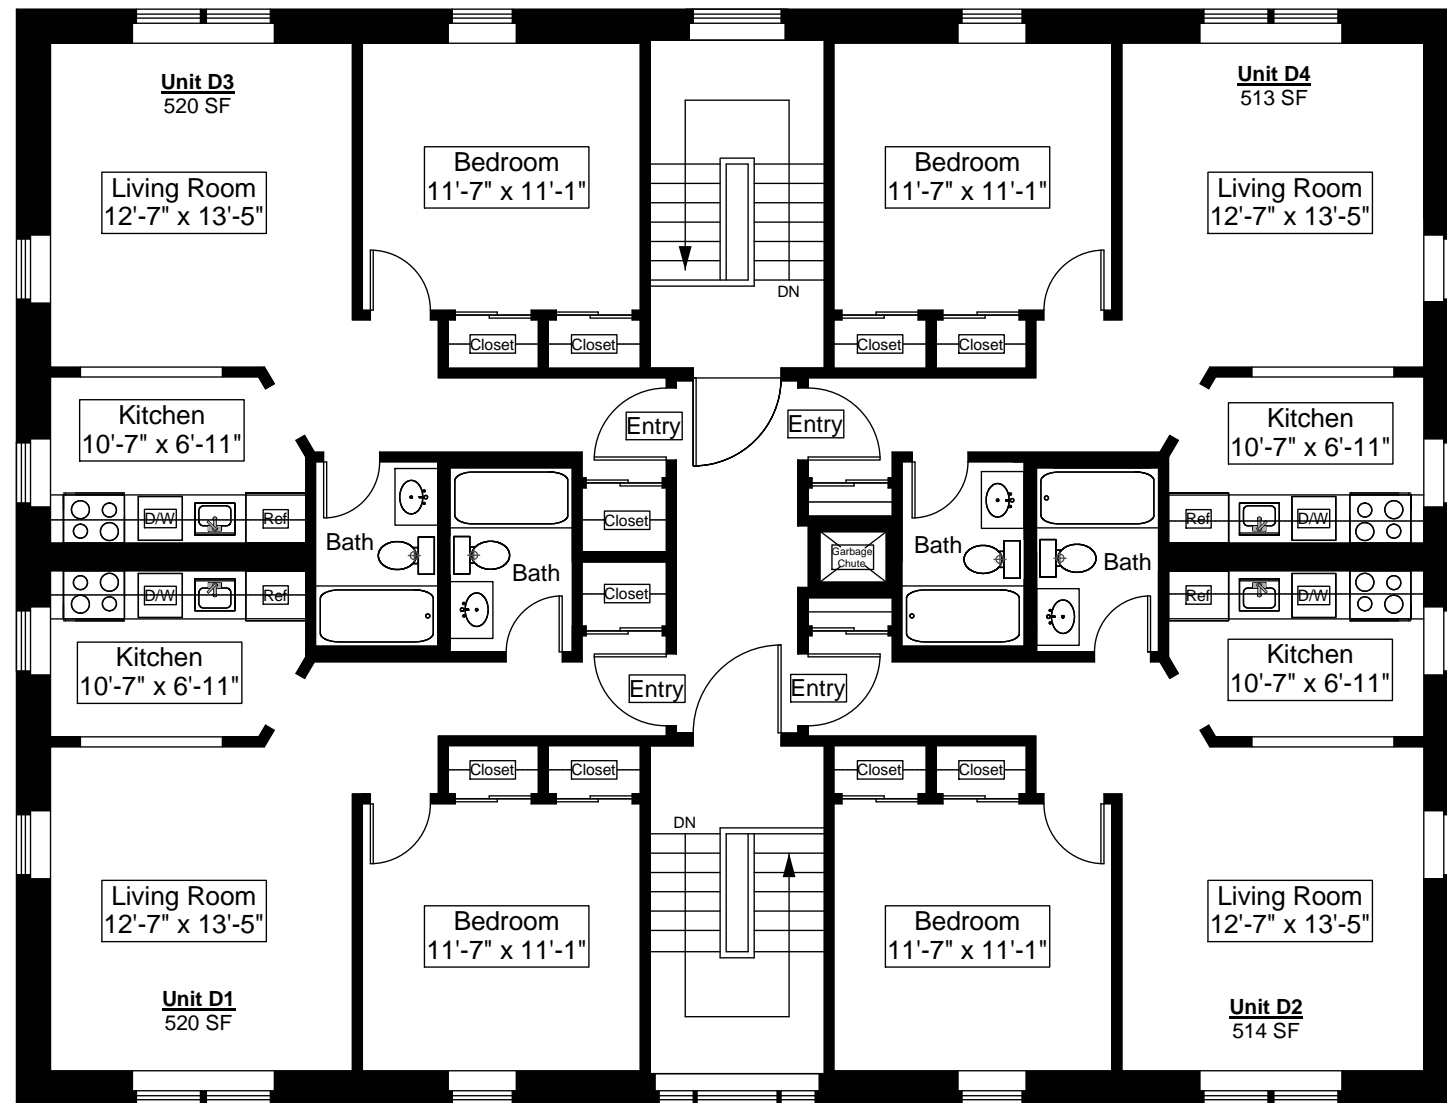 Unit D3
520 SF
Unit D4
513 SF
Bedroom
11'-7" x 11'-1"
Bedroom
11'-7" x 11'-1"
Living Room
12'-7" x 13'-5"
Living Room
12'-7" x 13'-5"
DN
Closet
Closet
Closet
Closet
Kitchen
10'-7" x 6'-11"
Entry
Entry
Kitchen
10'-7" x 6'-11"
D/W
Ref
Closet
Ref
D/W
Bath
Bath
Garbage
Chute
Bath
Bath
D/W
Ref
Closet
Ref
D/W
Kitchen
10'-7" x 6'-11"
Entry
Entry
Kitchen
10'-7" x 6'-11"
Closet
Closet
Closet
Closet
DN
Living Room
12'-7" x 13'-5"
Bedroom
11'-7" x 11'-1"
Bedroom
11'-7" x 11'-1"
Living Room
12'-7" x 13'-5"
Unit D1
520 SF
Unit D2
514 SF